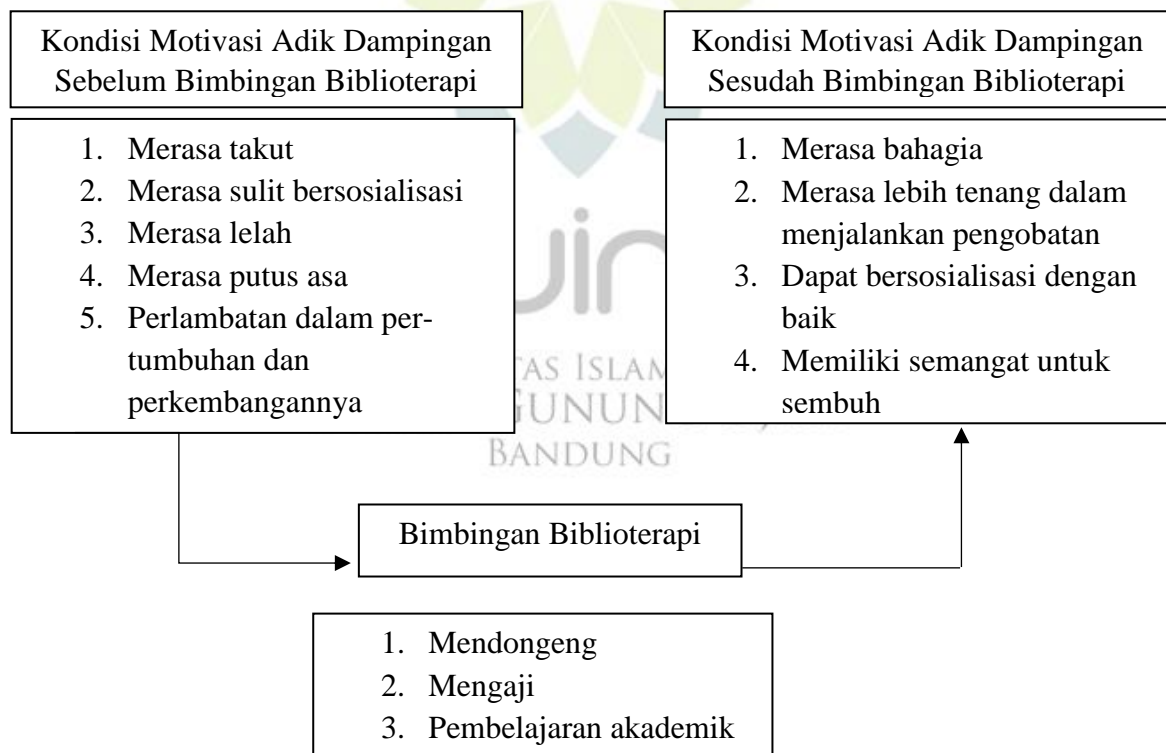 Kondisi Motivasi Adik Dampingan
Sebelum Bimbingan Biblioterapi
1. Merasa takut
2. Merasa sulit bersosialisasi
3. Merasa lelah
4. Merasa putus asa
5. Perlambatan dalam per-
tumbuhan dan
perkembangannya
Kondisi Motivasi Adik Dampingan
Sesudah Bimbingan Biblioterapi
1. Merasa bahagia
2. Merasa lebih tenang dalam
menjalankan pengobatan
3. Dapat bersosialisasi dengan
baik
4. Memiliki semangat untuk
sembuh
Bimbingan Biblioterapi
1. Mendongeng
2. Mengaji
3. Pembelajaran akademik
ISLAM
BANDUNG